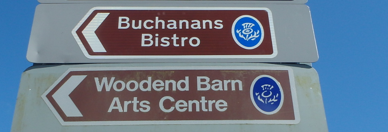 Buchanans
Bistro
Woodend Barn
Arts Centre